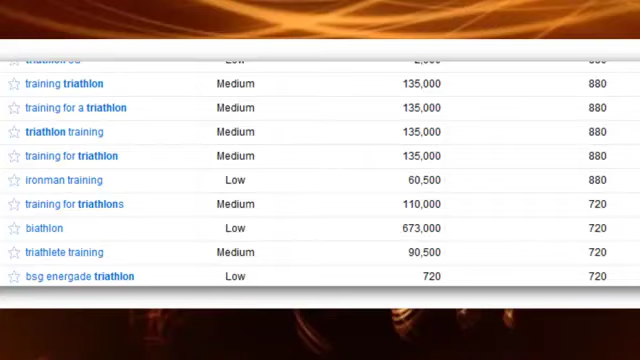 training triathlon Medium 135,000 880
training for a triathlon Medium 135,000 880
triathlon training Medium 135,000 880
training for triathlon Medium 135,000 880
ironman training Low 60,500 880
training for triathlons Medium 110,000 720
biathlon Low 673,000 720
triathlete training Medium 90,500 720
bsg energade triathlon Low 720 720